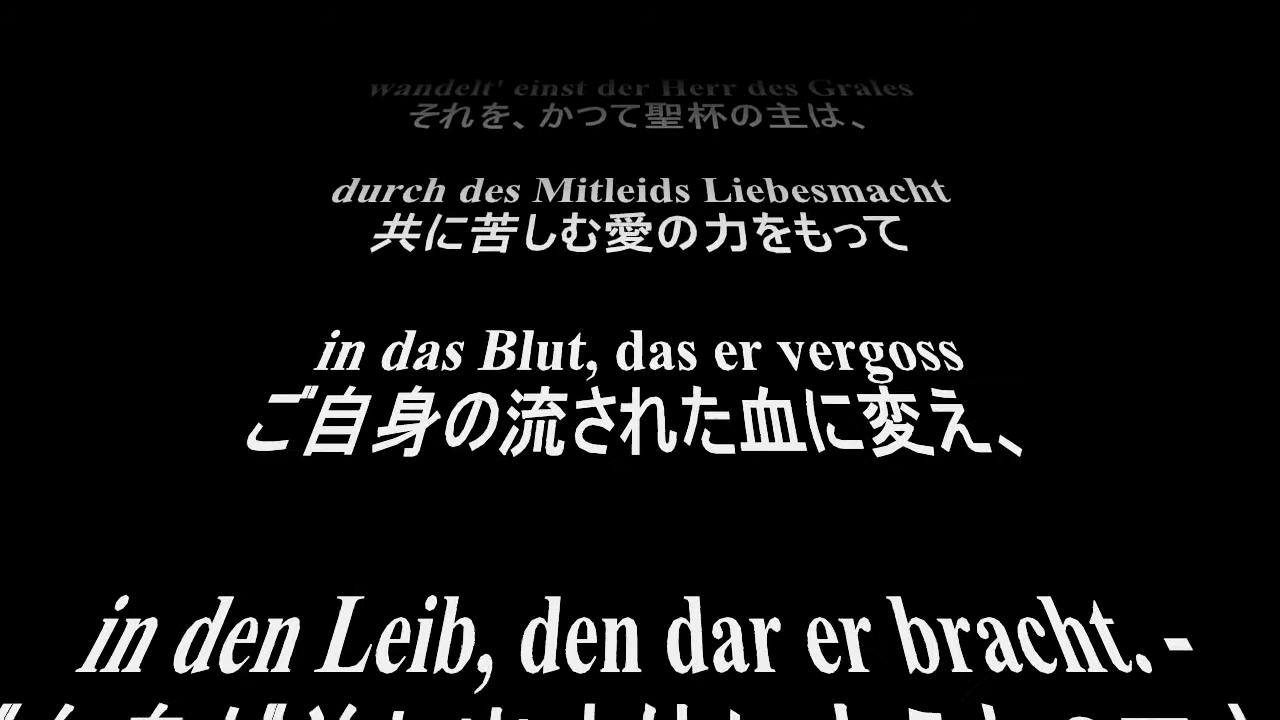 wandelt' einst der Herr des Grales
それを、かつて聖杯の主は、
durch des Mitleids Liebesmacht
共に苦しむ愛の力をもって
in das Blut, das er vergoss
ご自身の流された血に変え、
in den Leib, den dar er bracht. -